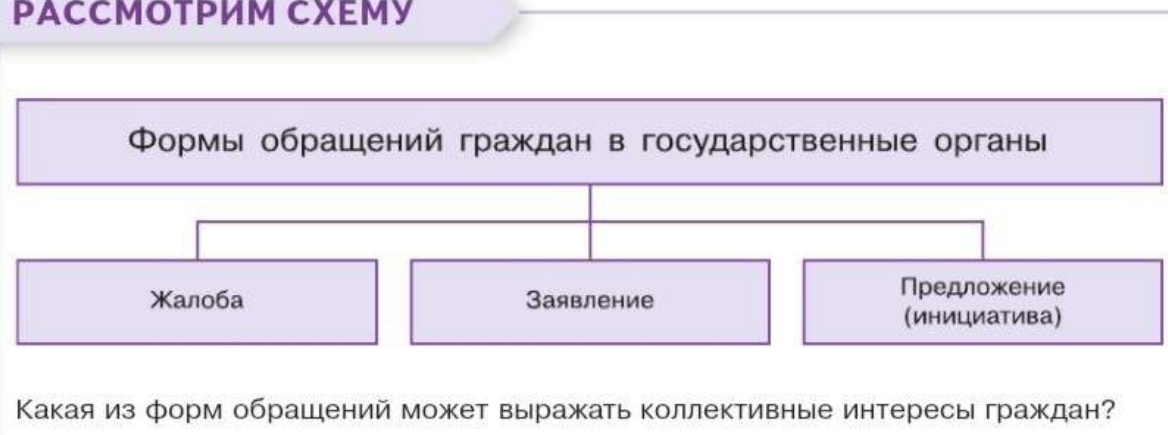 РАССМОТРИМ СХЕМУ
Формы обращений граждан в государственные органы
Жалоба
Заявление
Предложение
(инициатива)
Какая из форм обращений может выражать коллективные интересы граждан?